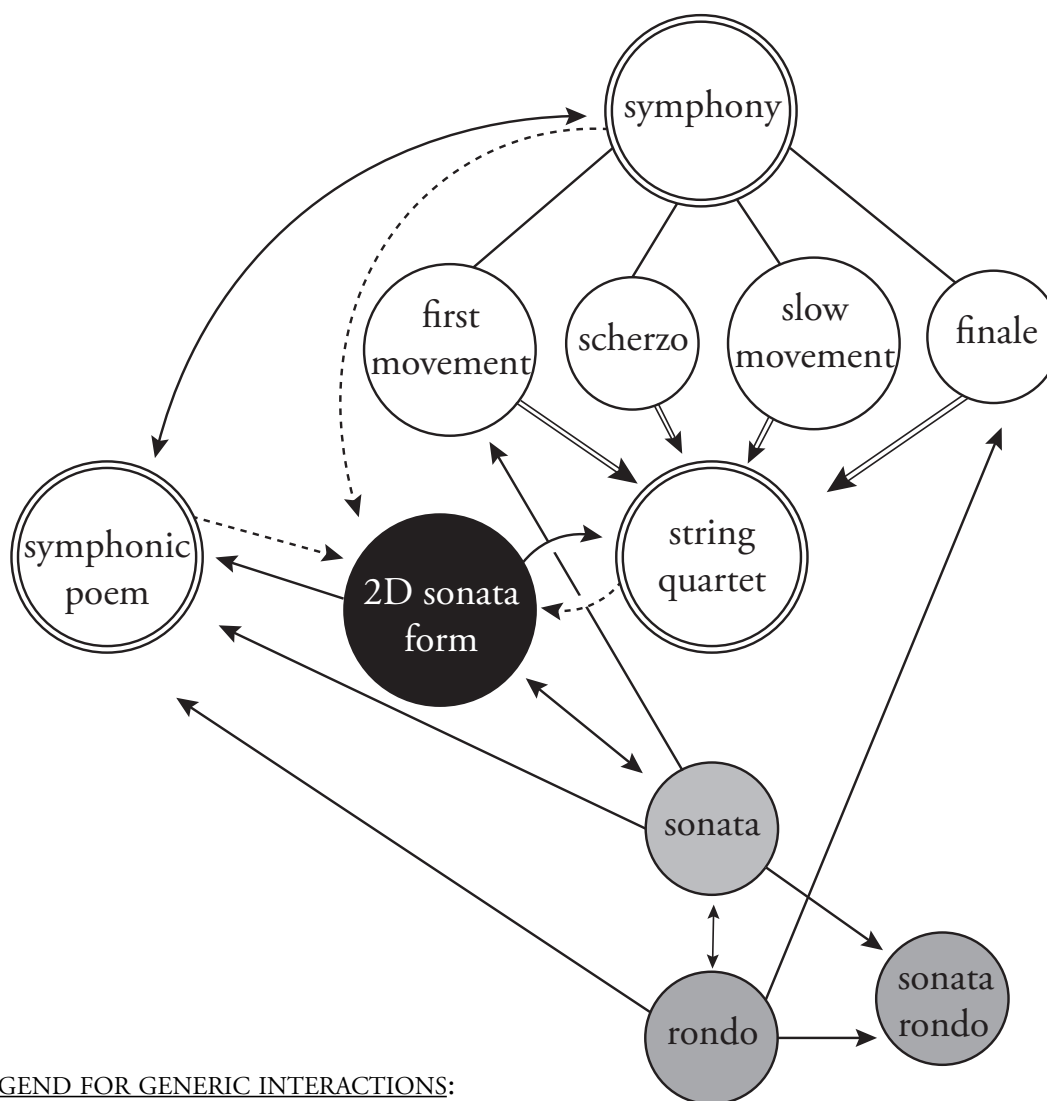 symphony
first
movement
scherzo
slow
movement
finale
symphonic
poem
2D sonata
form
string
quartet
sonata
sonata
rondo
rondo
GEND FOR GENERIC INTERACTIONS: